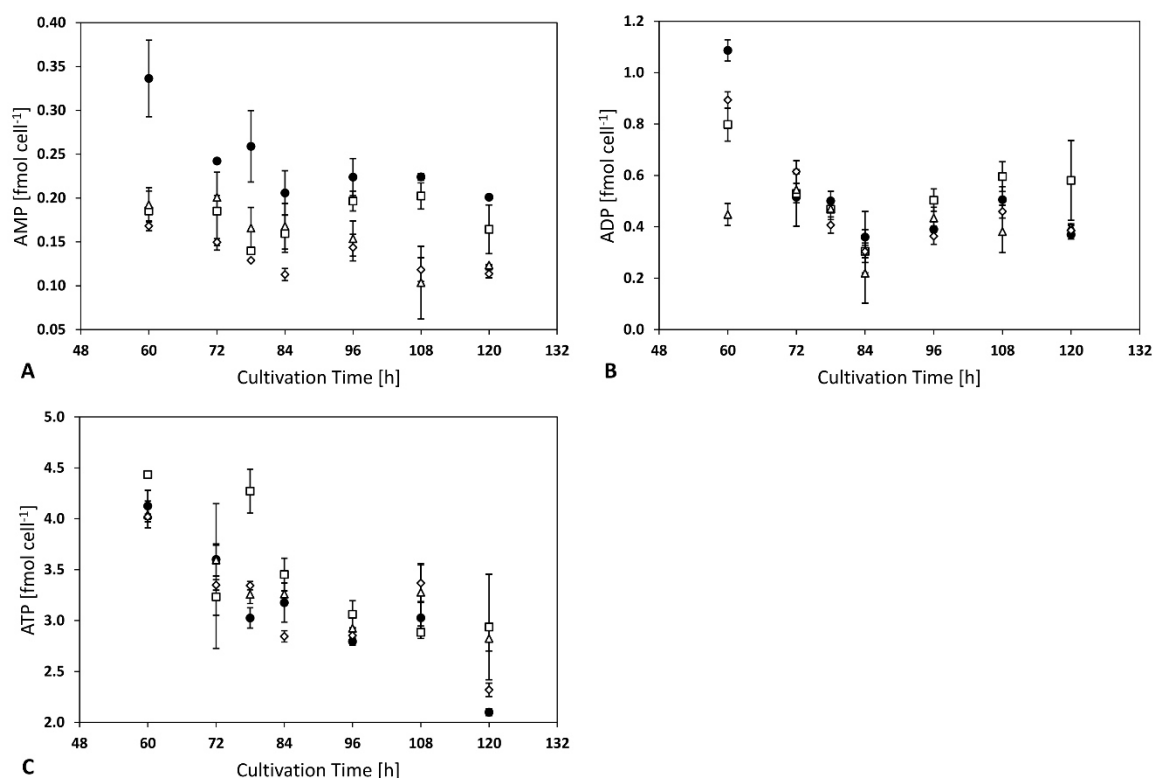 0.40
0.35
0.30
0.25
0.20
0.15
0.10
0.05
AMP [fmol cell⁻¹]
48 60 72 84 96 108 120 132
Cultivation Time [h]
A
1.2
1.0
0.8
0.6
0.4
0.2
0.0
ADP [fmol cell⁻¹]
48 60 72 84 96 108 120 132
Cultivation Time [h]
B
5.0
4.5
4.0
3.5
3.0
2.5
2.0
ATP [fmol cell⁻¹]
48 60 72 84 96 108 120 132
Cultivation Time [h]
C